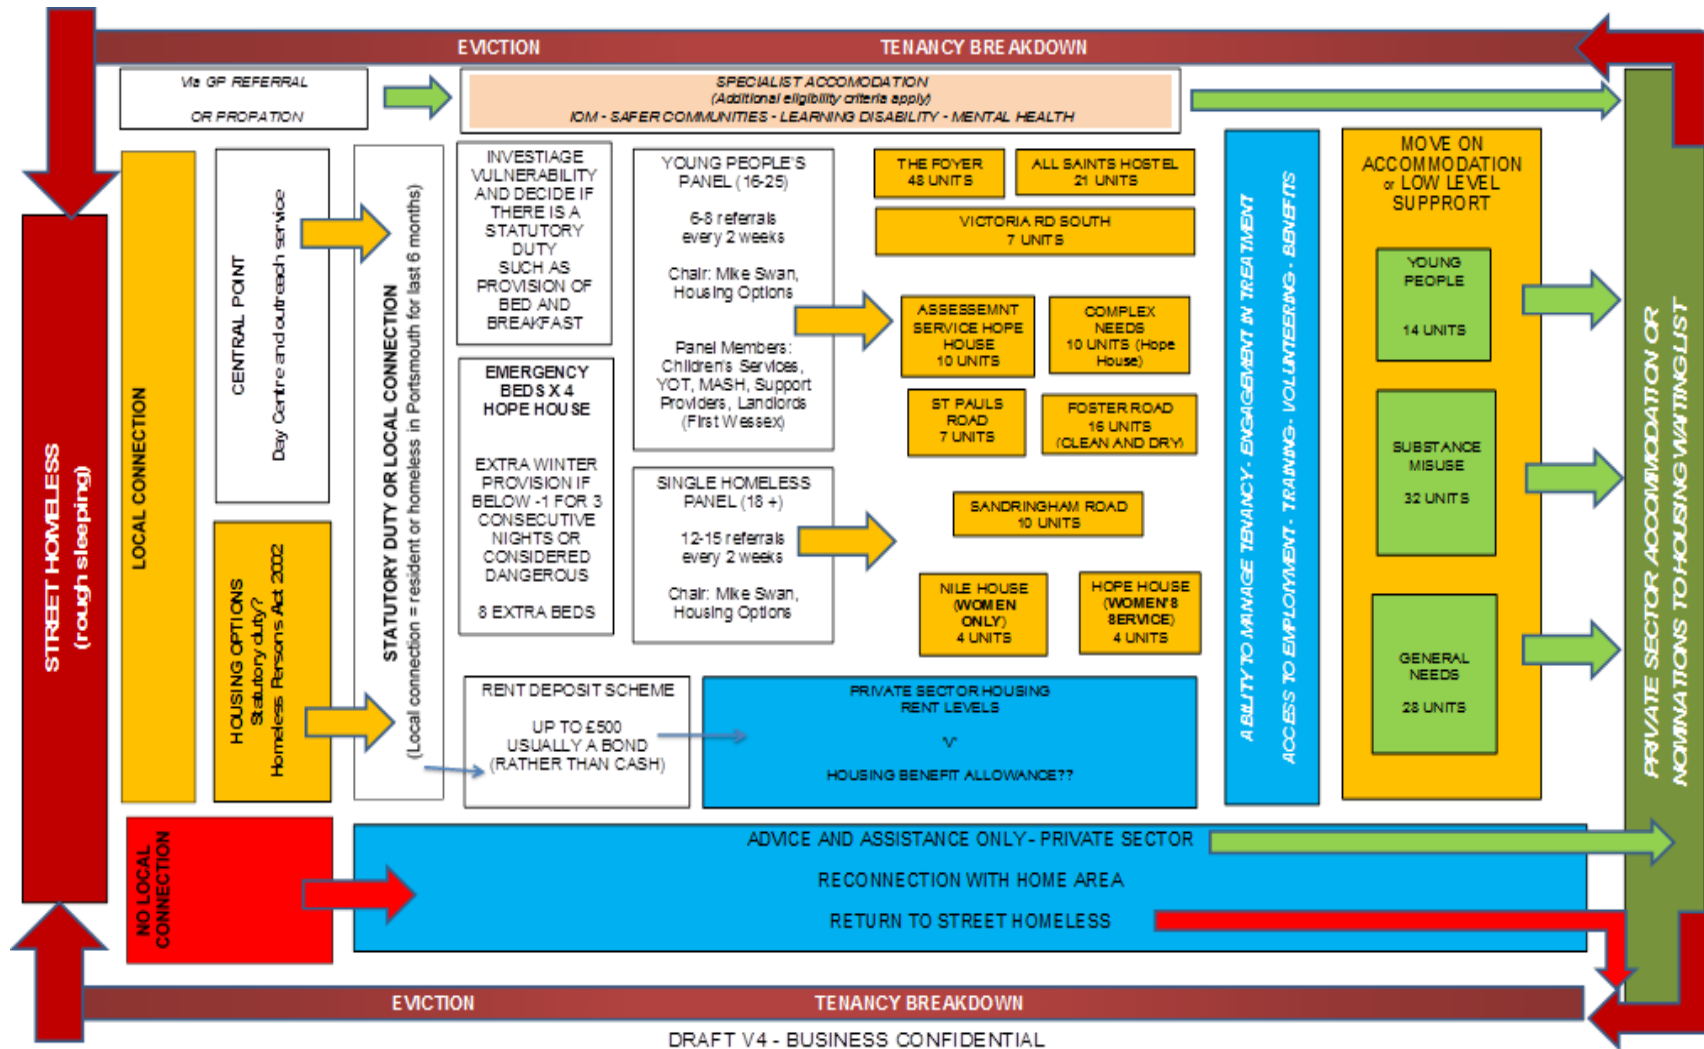 EVICTION
TENANCY BREAKDOWN
Via GP REFERRAL
OR PROPATION
SPECIALIST ACCOMODATION
(Additional eligibility criteria apply)
IOM - SAFER COMMUNITIES - LEARNING DISABILITY - MENTAL HEALTH
STREET HOMELESS
(rough sleeping)
LOCAL CONNECTION
CENTRAL POINT
Day Centre and outreach service
HOUSING OPTIONS
Statutory duty?
Homeless Persons Act 2002
STATUTORY DUTY OR LOCAL CONNECTION
(Local connection = resident or homeless in Portsmouth for last 6 months)
INVESTIAGE
VULNERABILITY
AND DECIDE IF
THERE IS A
STATUTORY
DUTY
SUCH AS
PROVISION OF
BED AND
BREAKFAST
EMERGENCY
BEDS X 4
HOPE HOUSE
EXTRA WINTER
PROVISION IF
BELOW -1 FOR 3
CONSECUTIVE
NIGHTS OR
CONSIDERED
DANGEROUS
8 EXTRA BEDS
YOUNG PEOPLE'S
PANEL (16-25)
6-8 referrals
every 2 weeks
Chair: Mike Swan,
Housing Options
Panel Members:
Children's Services,
YOT, MASH, Support
Providers, Landlords
(First Wessex)
SINGLE HOMELESS
PANEL (18 +)
12-15 referrals
every 2 weeks
Chair: Mike Swan,
Housing Options
THE FOYER
48 UNITS
ALL SAINTS HOSTEL
21 UNITS
VICTORIA RD SOUTH
7 UNITS
ASSESSEMNT
SERVICE HOPE
HOUSE
10 UNITS
COMPLEX
NEEDS
10 UNITS (Hope
House)
ST PAULS
ROAD
7 UNITS
FOSTER ROAD
16 UNITS
(CLEAN AND DRY)
SANDRINGHAM ROAD
10 UNITS
NILE HOUSE
(WOMEN
ONLY)
4 UNITS
HOPE HOUSE
(WOMEN'S
SERVICE)
4 UNITS
RENT DEPOSIT SCHEME
UP TO £500
USUALLY A BOND
(RATHER THAN CASH)
PRIVATE SECTOR HOUSING
RENT LEVELS
'V'
HOUSING BENEFIT ALLOWANCE??
ABILITY TO MANAGE TENANCY - ENGAGEMENT IN TREATMENT
ACCESS TO EMPLOYMENT - TRAINING - VOLUNTEERING - BENEFITS
MOVE ON
ACCOMMODATION
or LOW LEVEL
SUPPORT
YOUNG
PEOPLE
14 UNITS
SUBSTANCE
MISUSE
32 UNITS
GENERAL
NEEDS
28 UNITS
PRIVATE SECTOR ACCOMMODATION OR
NOMINATIONS TO HOUSING WAITING LIST
NO LOCAL
CONNECTION
ADVICE AND ASSISTANCE ONLY - PRIVATE SECTOR
RECONNECTION WITH HOME AREA
RETURN TO STREET HOMELESS
EVICTION
TENANCY BREAKDOWN
DRAFT V4 - BUSINESS CONFIDENTIAL